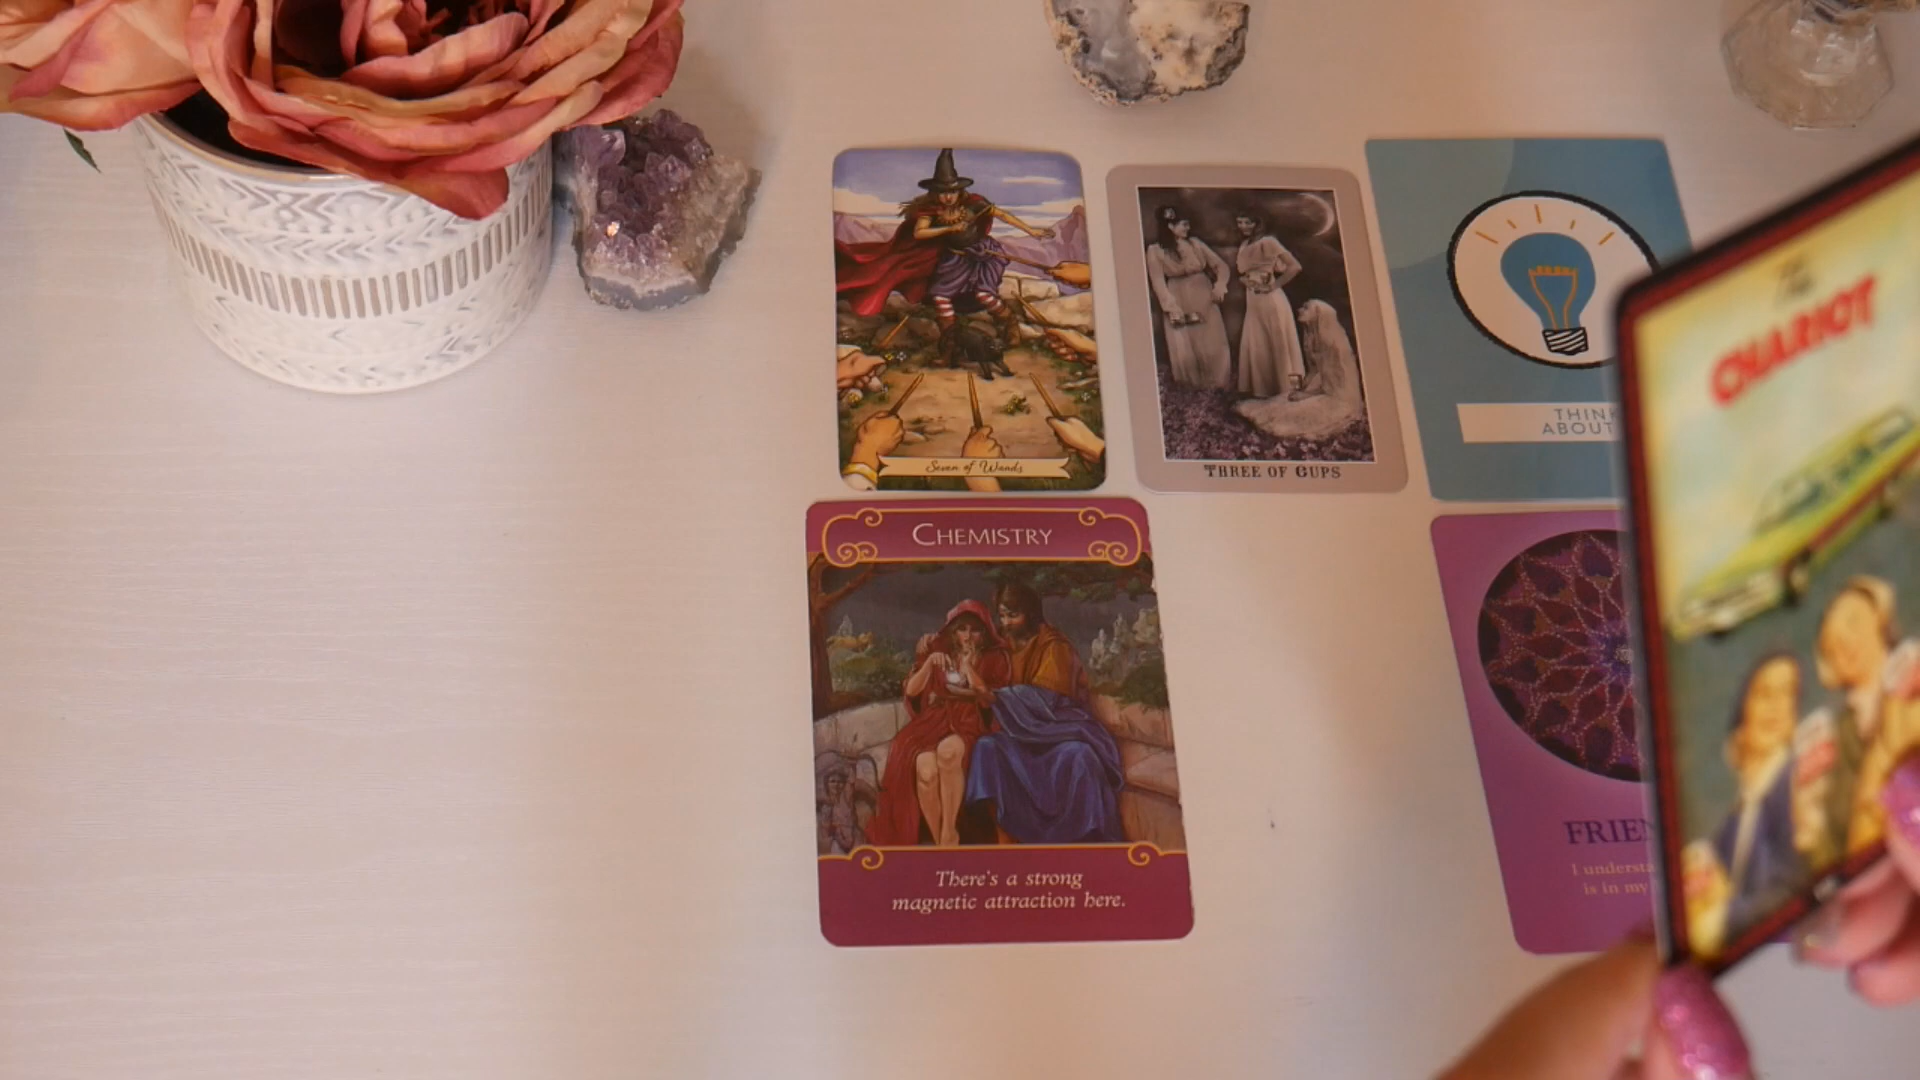 Seven of Wands
THREE OF CUPS
THINK
ABOUT
The
CHARIOT
CHEMISTRY
There's a strong
magnetic attraction here.
FRIEN
I understa
is in my